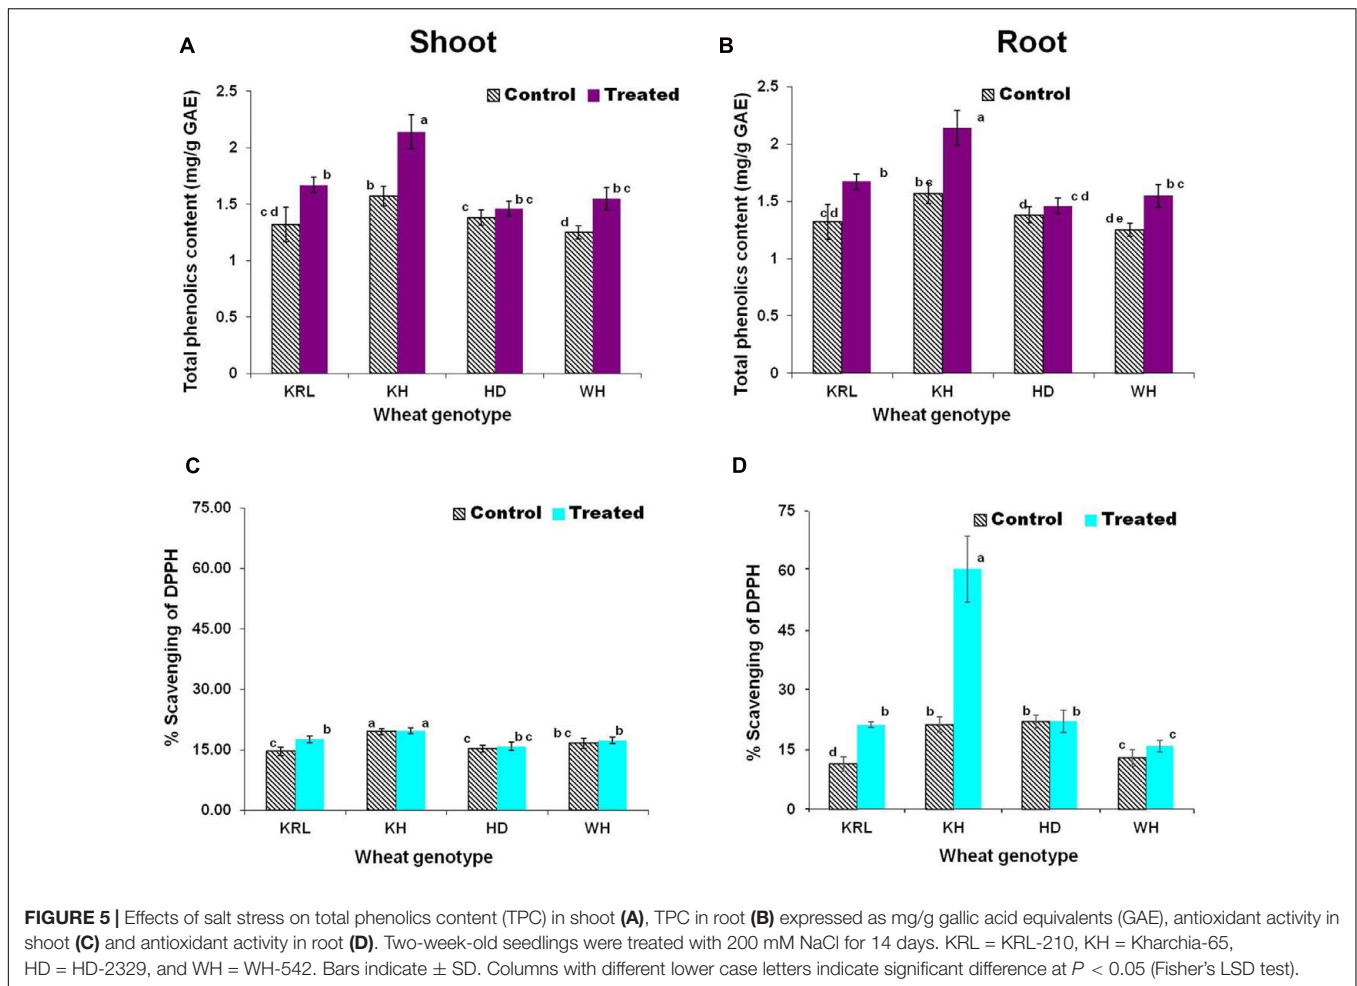 A
Shoot
Control Treated
Total phenolics content (mg/g GAE)
2.5
2
1.5
1
0.5
0
c d
b
b
a
c
b c
d
b c
KRL KH HD WH
Wheat genotype
B
Root
Control
Total phenolics content (mg/g GAE)
2.5
2
1.5
1
0.5
0
c d
b
b c
a
d
c d
d e
b c
KRL KH HD WH
Wheat genotype
C
Control Treated
% Scavenging of DPPH
75.00
60.00
45.00
30.00
15.00
0.00
c
b
a
a
c
b c
b c
b
KRL KH HD WH
Wheat genotype
D
Control Treated
% Scavenging of DPPH
75
60
45
30
15
0
d
b
b
a
b
b
c
c
KRL KH HD WH
Wheat genotype
FIGURE 5 | Effects of salt stress on total phenolics content (TPC) in shoot (A), TPC in root (B) expressed as mg/g gallic acid equivalents (GAE), antioxidant activity in
shoot (C) and antioxidant activity in root (D). Two-week-old seedlings were treated with 200 mM NaCl for 14 days. KRL = KRL-210, KH = Kharchia-65,
HD = HD-2329, and WH = WH-542. Bars indicate ± SD. Columns with different lower case letters indicate significant difference at P < 0.05 (Fisher's LSD test).